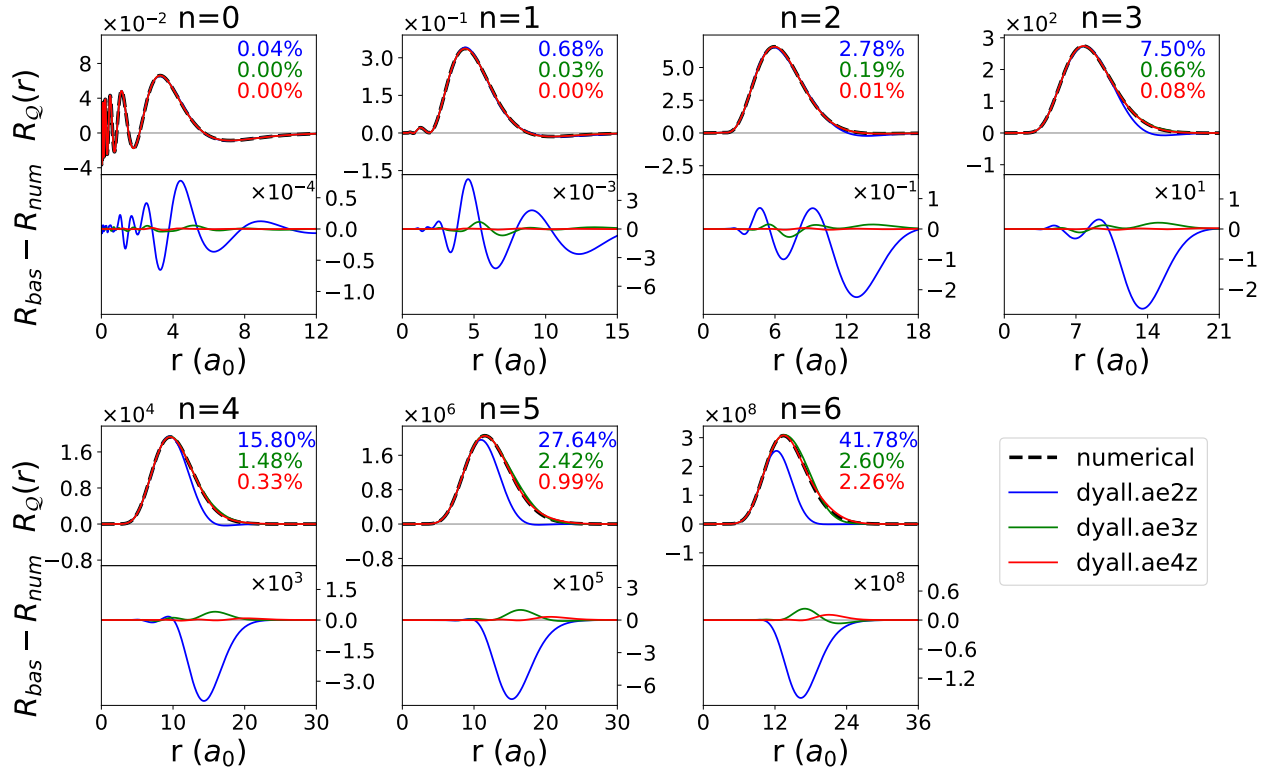 ×10⁻² n=0
0.04%
0.00%
0.00%
8
4
0
−4
R_Q(r)
×10⁻⁴
0.5
0.0
−0.5
−1.0
R_bas − R_num
0 4 8 12
r (a₀)
×10⁻¹ n=1
0.68%
0.03%
0.00%
3.0
1.5
0.0
−1.5
×10⁻³
3
0
−3
−6
0 5 10 15
r (a₀)
n=2
2.78%
0.19%
0.01%
5.0
2.5
0.0
−2.5
×10⁻¹
1
0
−1
−2
0 6 12 18
r (a₀)
×10² n=3
7.50%
0.66%
0.08%
3
2
1
0
−1
×10¹
1
0
−1
−2
0 7 14 21
r (a₀)
×10⁴ n=4
15.80%
1.48%
0.33%
1.6
0.8
0.0
−0.8
R_Q(r)
×10³
1.5
0.0
−1.5
−3.0
R_bas − R_num
0 10 20 30
r (a₀)
×10⁶ n=5
27.64%
2.42%
0.99%
1.6
0.8
0.0
−0.8
×10⁵
3
0
−3
−6
0 10 20 30
r (a₀)
×10⁸ n=6
41.78%
2.60%
2.26%
3
2
1
0
−1
×10⁸
0.6
0.0
−0.6
−1.2
0 12 24 36
r (a₀)
numerical
dyall.ae2z
dyall.ae3z
dyall.ae4z